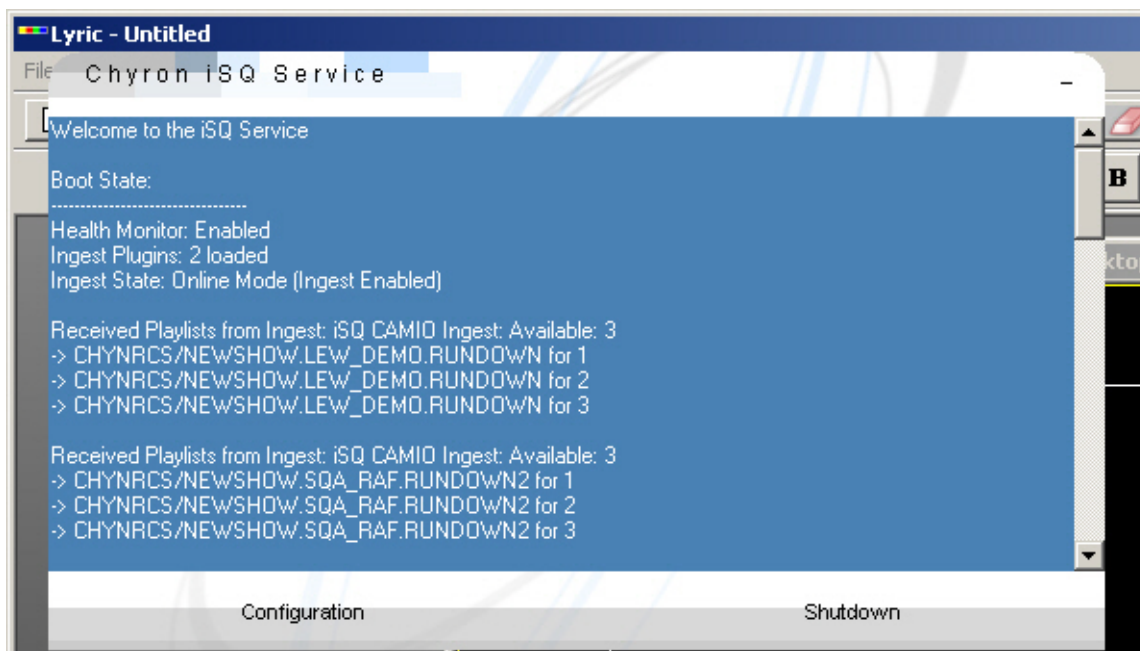 Lyric - Untitled
File
Chyron iSQ Service
Welcome to the iSQ Service
Boot State:
----------------------------------
Health Monitor: Enabled
Ingest Plugins: 2 loaded
Ingest State: Online Mode (Ingest Enabled)
Received Playlists from Ingest: iSQ CAMIO Ingest: Available: 3
-> CHYNRCS/NEWSHOW.LEW_DEMO.RUNDOWN for 1
-> CHYNRCS/NEWSHOW.LEW_DEMO.RUNDOWN for 2
-> CHYNRCS/NEWSHOW.LEW_DEMO.RUNDOWN for 3
Received Playlists from Ingest: iSQ CAMIO Ingest: Available: 3
-> CHYNRCS/NEWSHOW.SQA_RAF.RUNDOWN2 for 1
-> CHYNRCS/NEWSHOW.SQA_RAF.RUNDOWN2 for 2
-> CHYNRCS/NEWSHOW.SQA_RAF.RUNDOWN2 for 3
B
Configuration
Shutdown